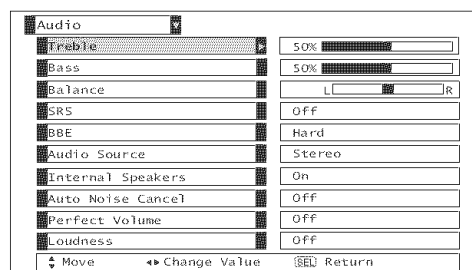 Audio
Treble 50%
Bass 50%
Balance L R
SRS Off
BBE Hard
Audio Source Stereo
Internal Speakers On
Auto Noise Cancel Off
Perfect Volume Off
Loudness Off
Move Change Value SEL Return